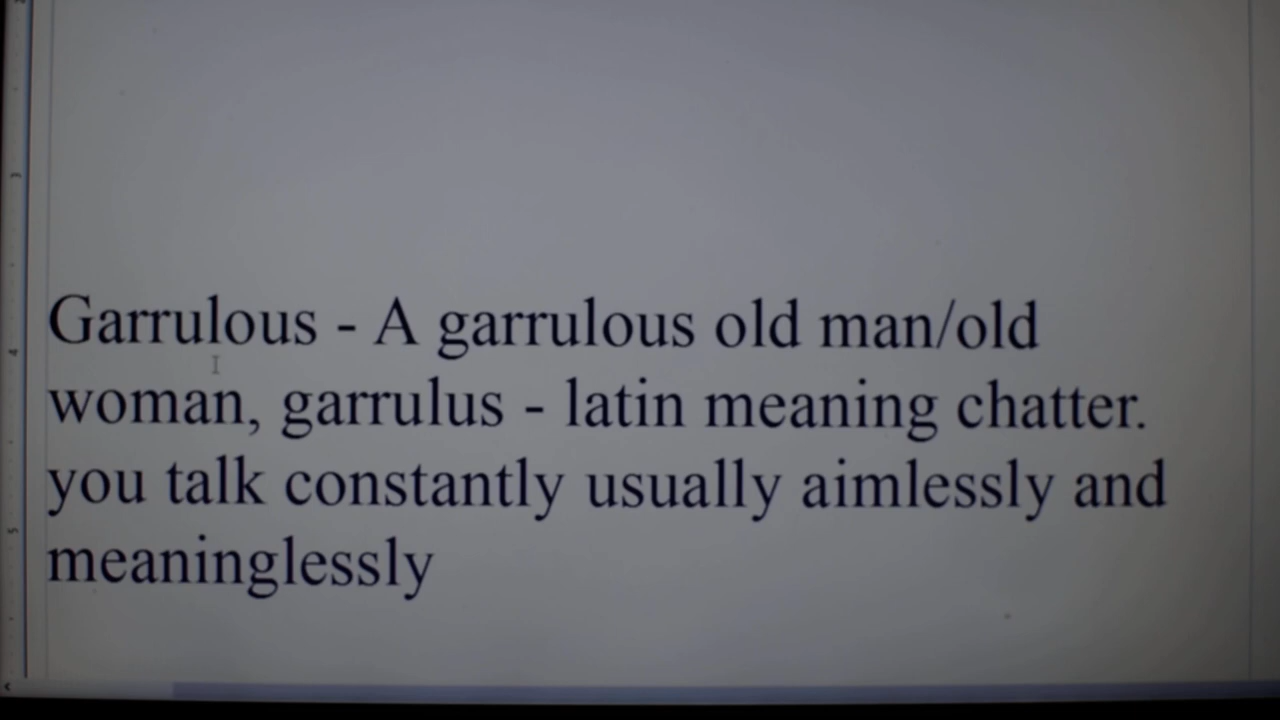 Garrulous - A garrulous old man/old
woman, garrulus - latin meaning chatter.
you talk constantly usually aimlessly and
meaninglessly